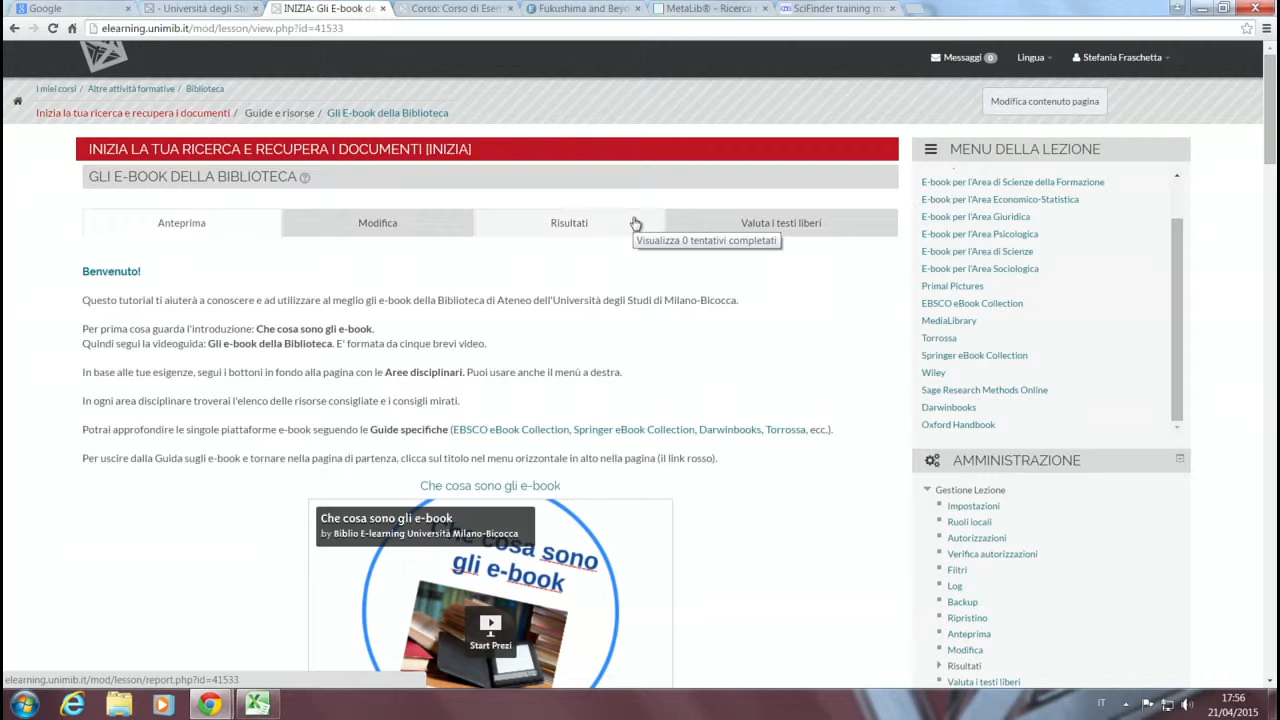 Google
- Università degli Stu
INIZIA: Gli E-book de
Corso: Corso di Esem
Fukushima and Beyo
MetaLib® - Ricerca
SciFinder training
elearning.unimib.it/mod/lesson/view.php?id=41533
Messaggi 0
Lingua
Stefania Fraschetta
I miei corsi / Altre attività formative / Biblioteca
Inizia la tua ricerca e recupera i documenti / Guide e risorse / Gli E-book della Biblioteca
Modifica contenuto pagina
INIZIA LA TUA RICERCA E RECUPERA I DOCUMENTI [INIZIA]
GLI E-BOOK DELLA BIBLIOTECA
Anteprima
Modifica
Risultati
Valuta i testi liberi
Visualizza 0 tentativi completati
Benvenuto!
Questo tutorial ti aiuterà a conoscere e ad utilizzare al meglio gli e-book della Biblioteca di Ateneo dell'Università degli Studi di Milano-Bicocca.
Per prima cosa guarda l'introduzione: Che cosa sono gli e-book.
Quindi segui la videoguida: Gli e-book della Biblioteca. E' formata da cinque brevi video.
In base alle tue esigenze, segui i bottoni in fondo alla pagina con le Aree disciplinari. Puoi usare anche il menù a destra.
In ogni area disciplinare troverai l'elenco delle risorse consigliate e i consigli mirati.
Potrai approfondire le singole piattaforme e-book seguendo le Guide specifiche (EBSCO eBook Collection, Springer eBook Collection, Darwinbooks, Torrossa, ecc.).
Per uscire dalla Guida sugli e-book e tornare nella pagina di partenza, clicca sul titolo nel menu orizzontale in alto nella pagina (il link rosso).
Che cosa sono gli e-book
Che cosa sono gli e-book
by Biblio E-learning Università Milano-Bicocca
Che cosa sono
gli e-book
Start Prezi
MENU DELLA LEZIONE
E-book per l'Area di Scienze della Formazione
E-book per l'Area Economico-Statistica
E-book per l'Area Giuridica
E-book per l'Area Psicologica
E-book per l'Area di Scienze
E-book per l'Area Sociologica
Primal Pictures
EBSCO eBook Collection
MediaLibrary
Torrossa
Springer eBook Collection
Wiley
Sage Research Methods Online
Darwinbooks
Oxford Handbook
AMMINISTRAZIONE
Gestione Lezione
Impostazioni
Ruoli locali
Autorizzazioni
Verifica autorizzazioni
Filtri
Log
Backup
Ripristino
Anteprima
Modifica
Risultati
Valuta i testi liberi
elearning.unimib.it/mod/lesson/report.php?id=41533
IT
17:56
21/04/2015